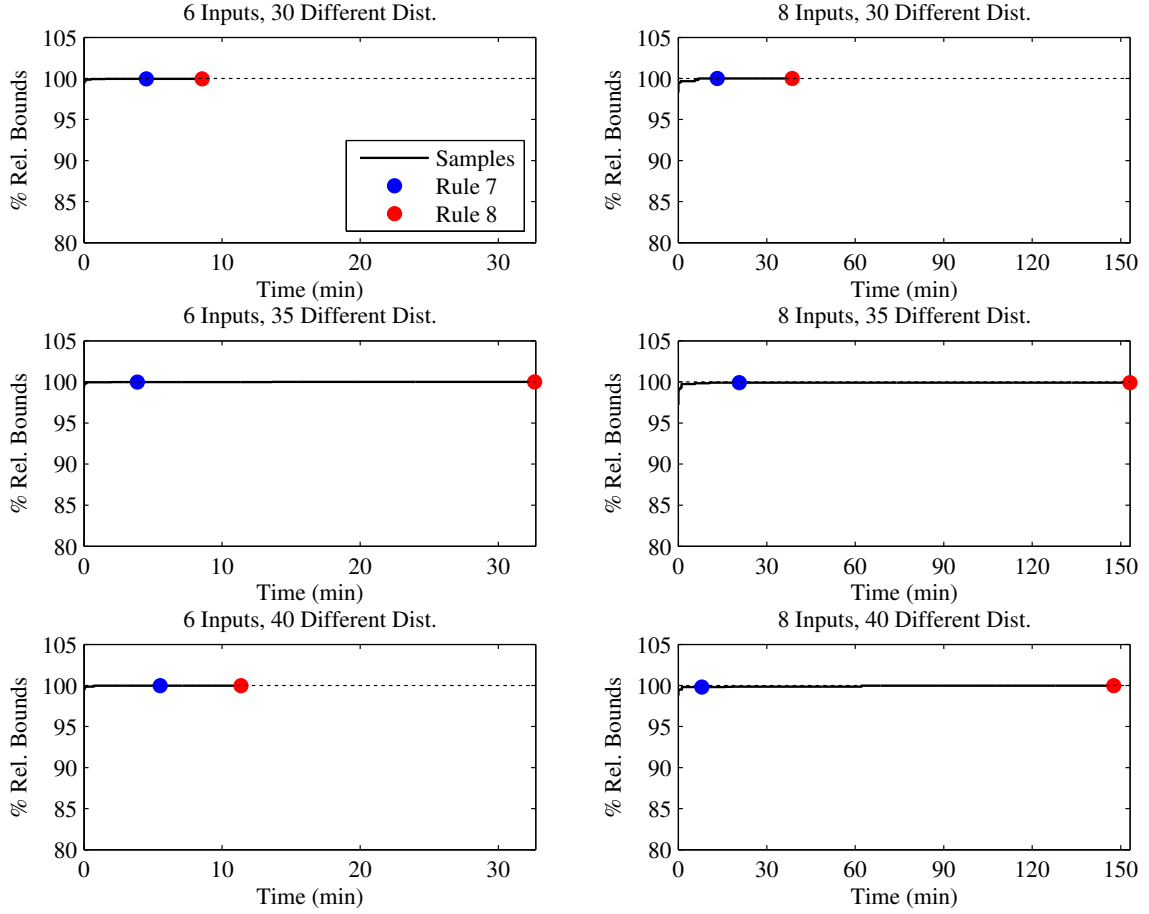 6 Inputs, 30 Different Dist.
105
100
95
90
85
80
% Rel. Bounds
Samples
Rule 7
Rule 8
0 10 20 30
Time (min)
8 Inputs, 30 Different Dist.
105
100
95
90
85
80
% Rel. Bounds
0 30 60 90 120 150
Time (min)
6 Inputs, 35 Different Dist.
105
100
95
90
85
80
% Rel. Bounds
0 10 20 30
Time (min)
8 Inputs, 35 Different Dist.
105
100
95
90
85
80
% Rel. Bounds
0 30 60 90 120 150
Time (min)
6 Inputs, 40 Different Dist.
105
100
95
90
85
80
% Rel. Bounds
0 10 20 30
Time (min)
8 Inputs, 40 Different Dist.
105
100
95
90
85
80
% Rel. Bounds
0 30 60 90 120 150
Time (min)